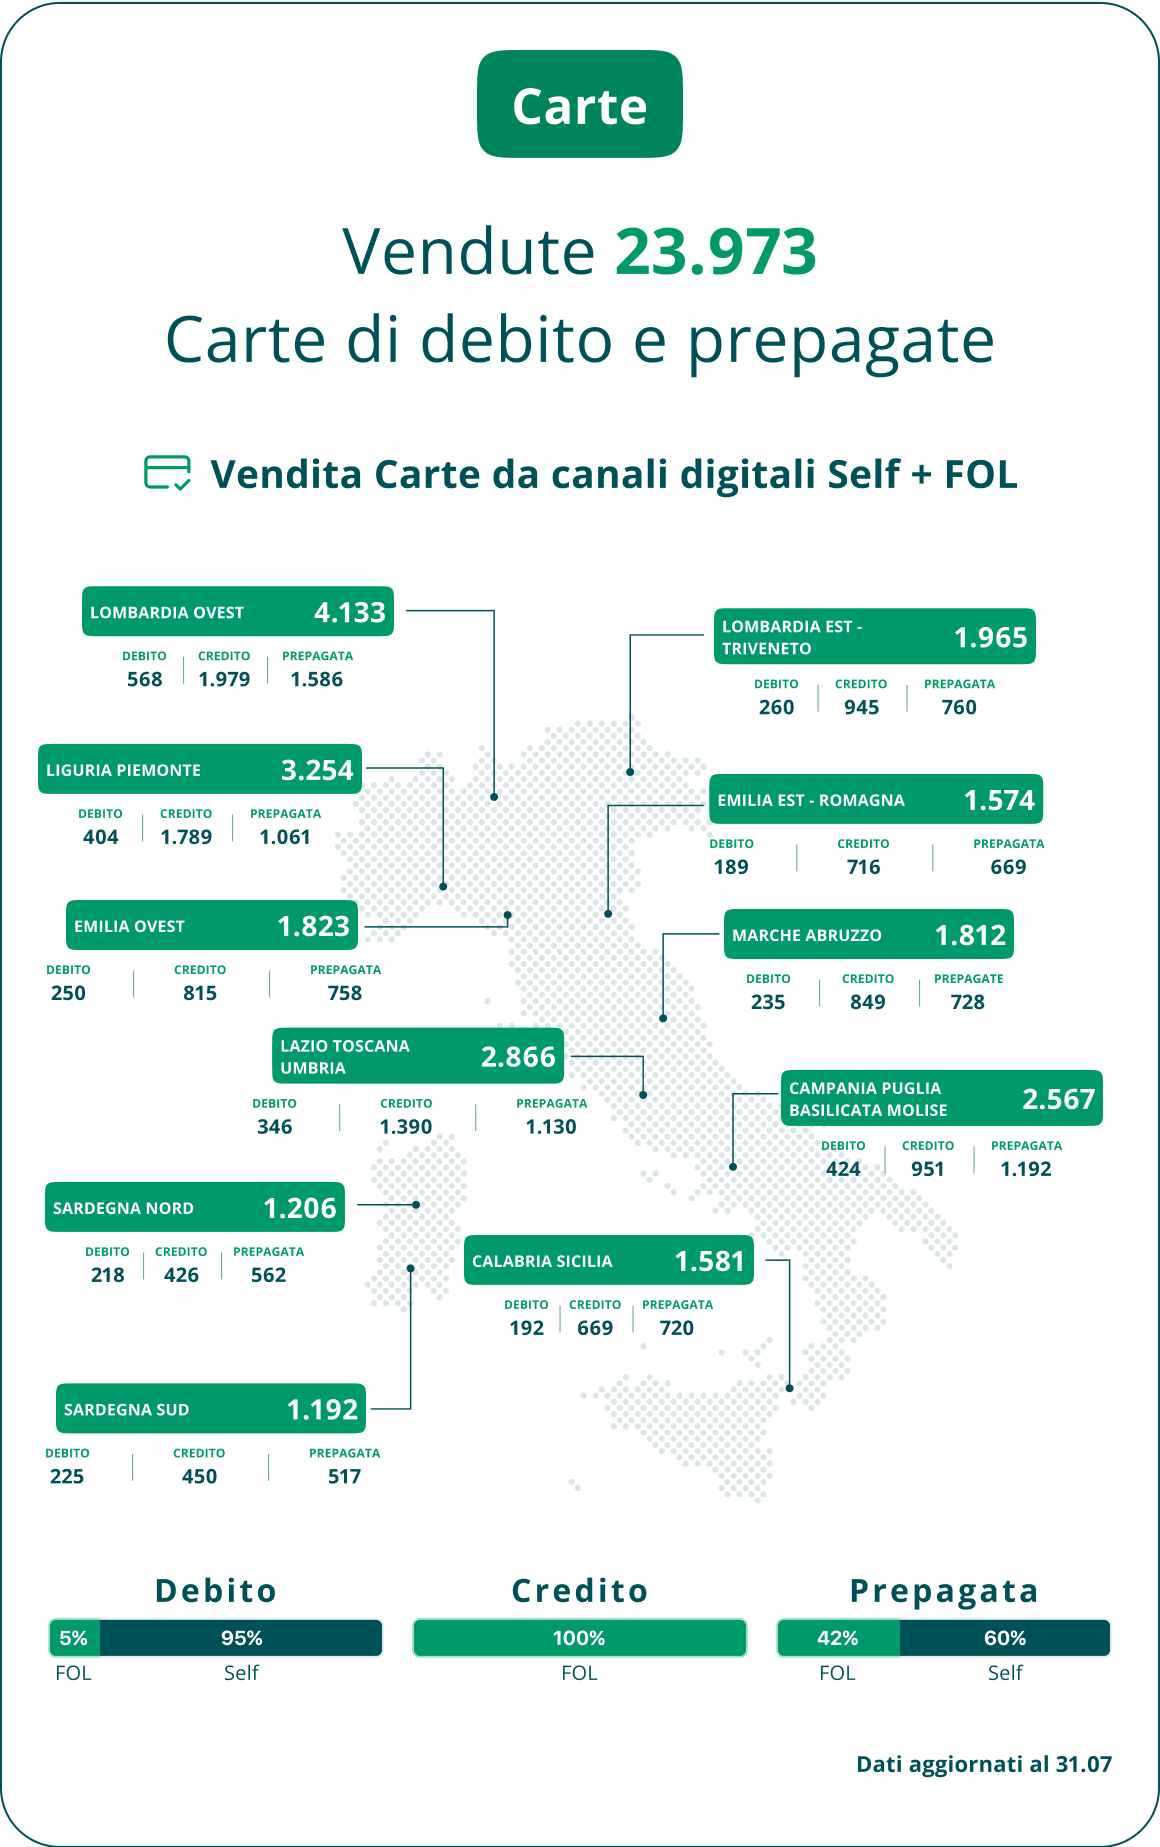 Carte
Vendute 23.973
Carte di debito e prepagate
Vendita Carte da canali digitali Self + FOL
LOMBARDIA OVEST 4.133
DEBITO CREDITO PREPAGATA
568 1.979 1.586
LOMBARDIA EST -
TRIVENETO
1.965
DEBITO CREDITO PREPAGATA
260 945 760
LIGURIA PIEMONTE 3.254
DEBITO CREDITO PREPAGATA
404 1.789 1.061
EMILIA EST - ROMAGNA 1.574
DEBITO CREDITO PREPAGATA
189 716 669
EMILIA OVEST 1.823
DEBITO CREDITO PREPAGATA
250 815 758
MARCHE ABRUZZO 1.812
DEBITO CREDITO PREPAGATE
235 849 728
LAZIO TOSCANA
UMBRIA
2.866
DEBITO CREDITO PREPAGATA
346 1.390 1.130
CAMPANIA PUGLIA
BASILICATA MOLISE
2.567
DEBITO CREDITO PREPAGATA
424 951 1.192
SARDEGNA NORD 1.206
DEBITO CREDITO PREPAGATA
218 426 562
CALABRIA SICILIA 1.581
DEBITO CREDITO PREPAGATA
192 669 720
SARDEGNA SUD 1.192
DEBITO CREDITO PREPAGATA
225 450 517
Debito
5% 95%
FOL Self
Credito
100%
FOL
Prepagata
42% 60%
FOL Self
Dati aggiornati al 31.07